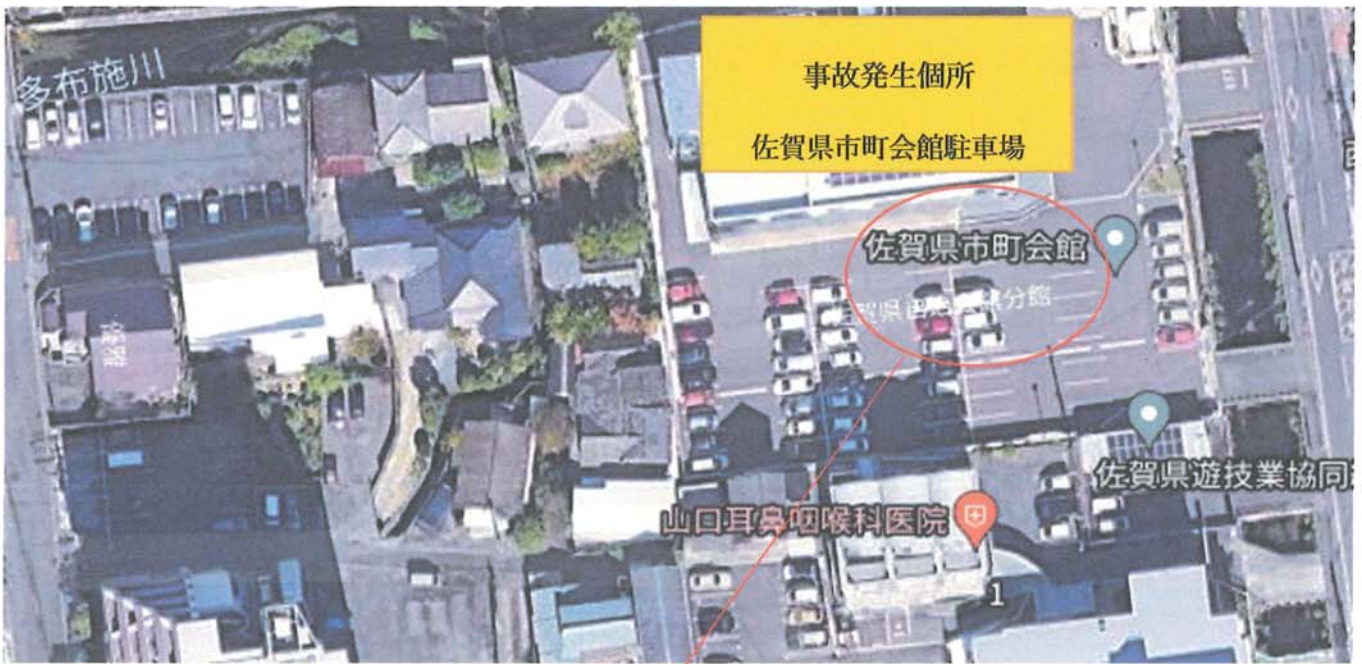 多布施川
事故発生個所
佐賀県市町会館駐車場
佐賀県市町会館
山口耳鼻咽喉科医院
佐賀県遊技業協同
1